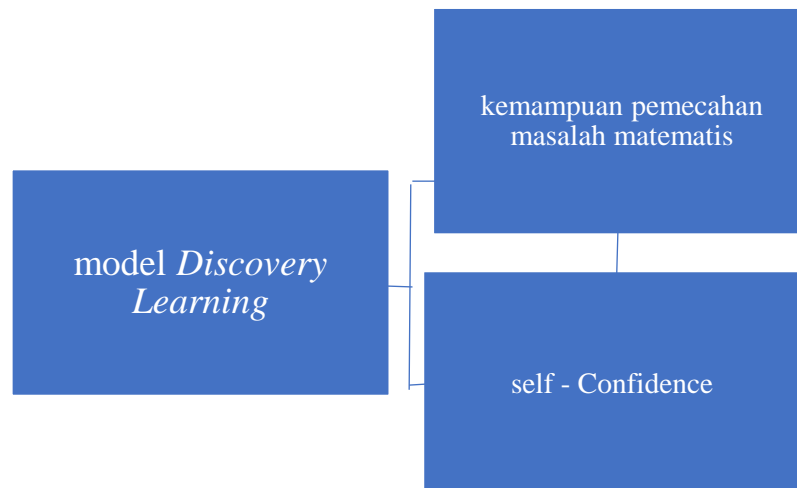 kemampuan pemecahan
masalah matematis
model Discovery
Learning
self - Confidence